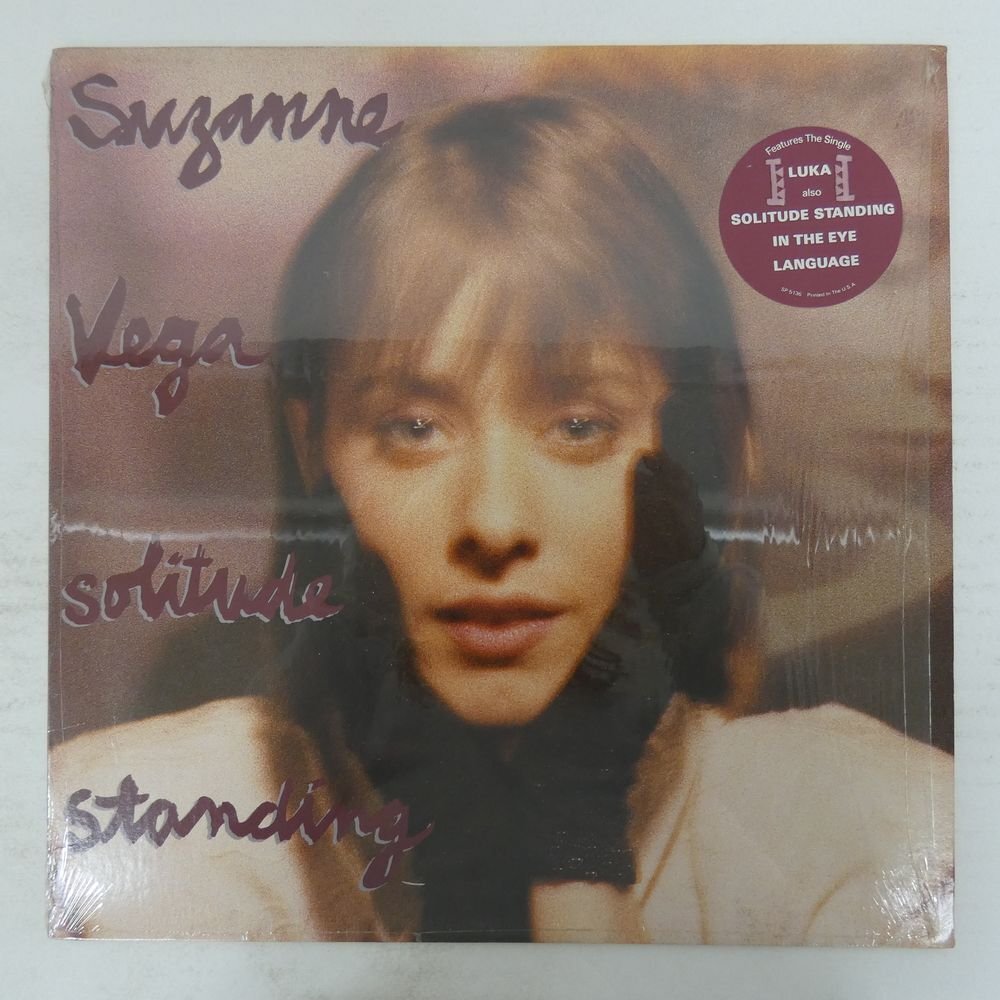 Suzanne
Vega
solitude
standing
Features The Single
LUKA
also
SOLITUDE STANDING
IN THE EYE
LANGUAGE
SP 5136 Printed In The U.S.A.